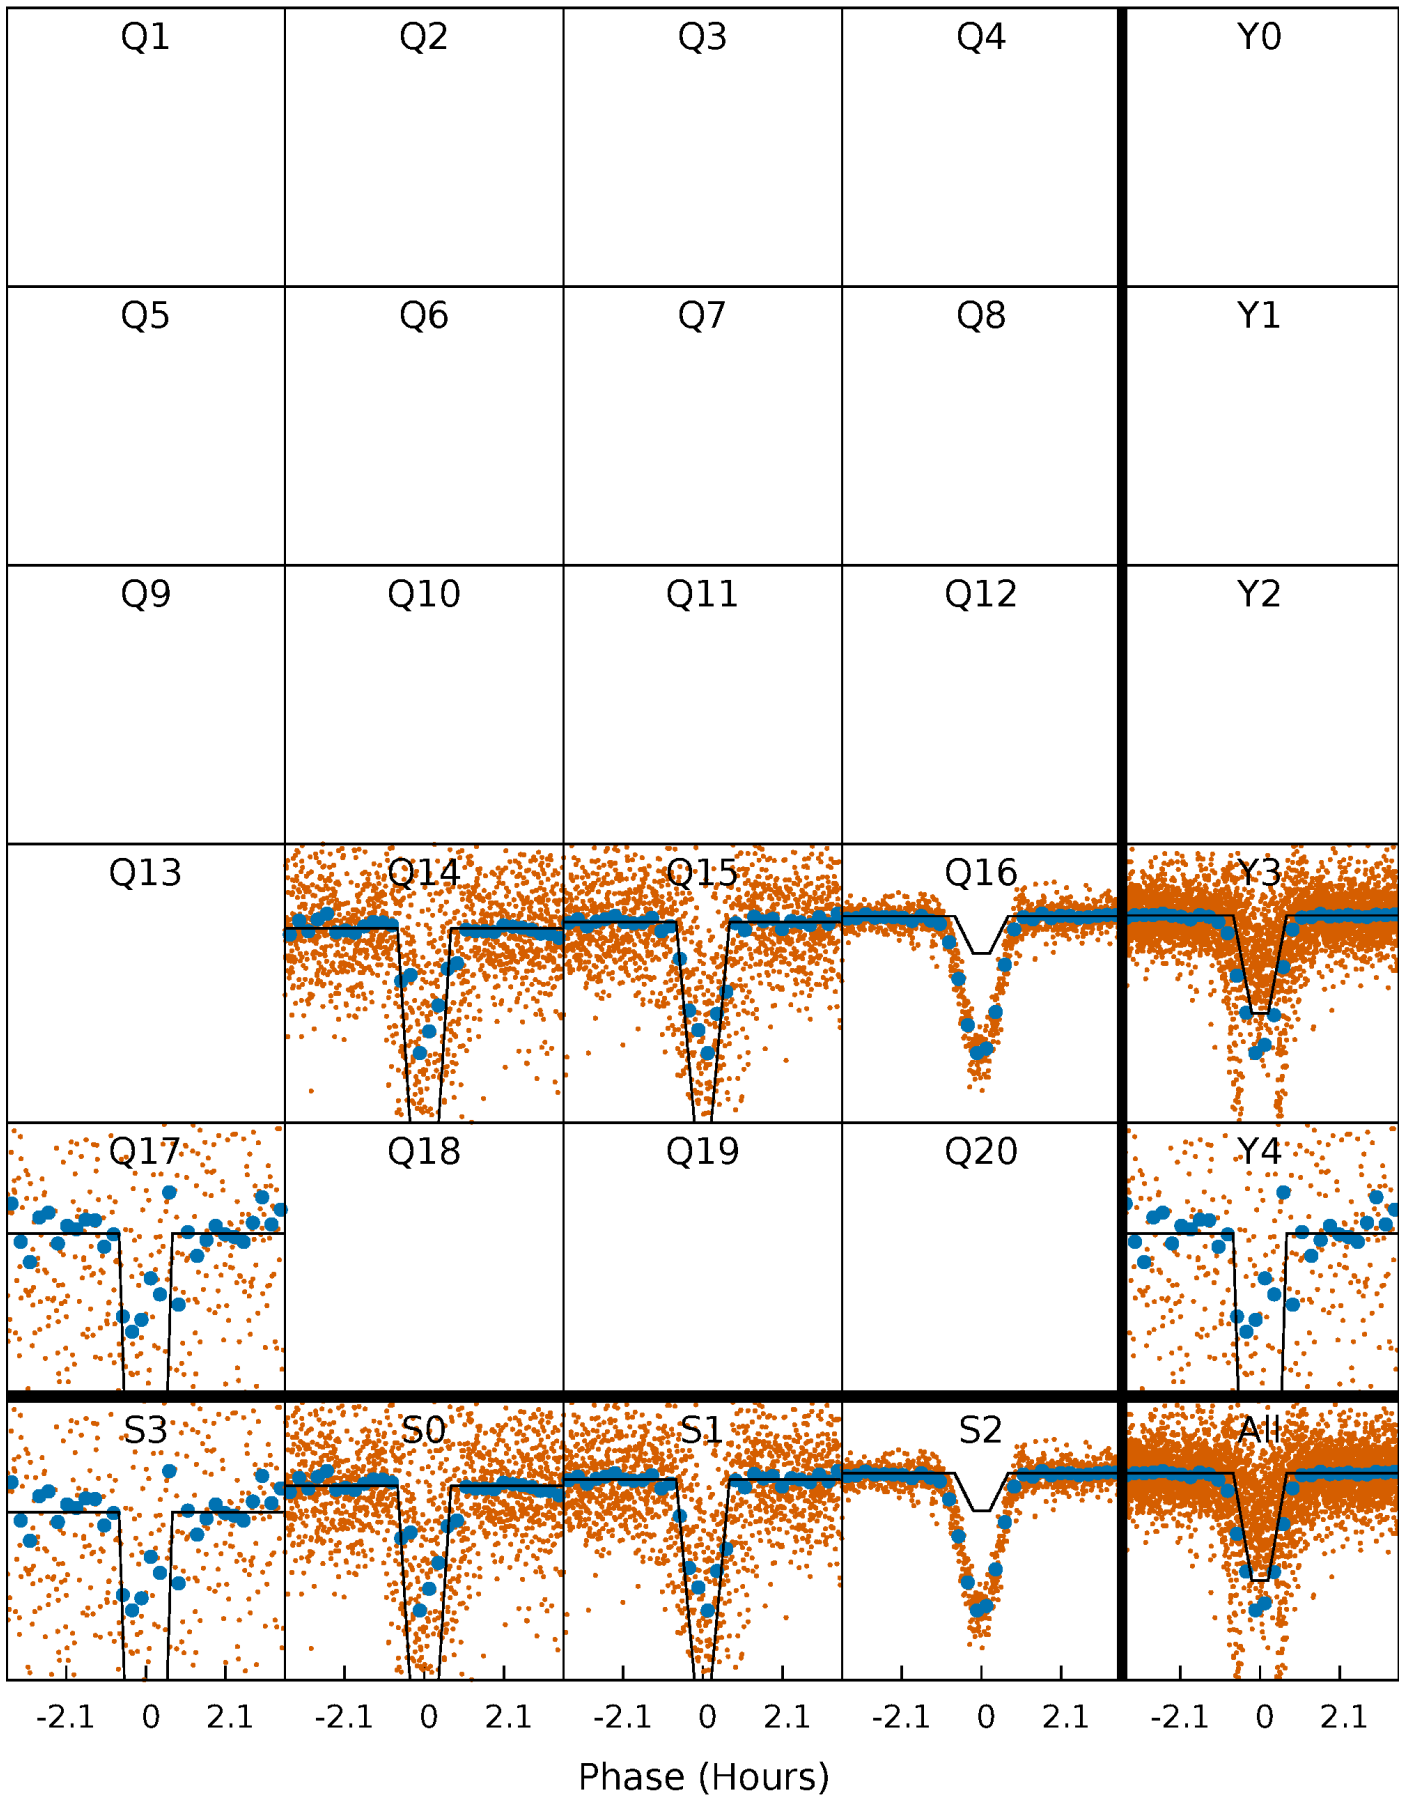 Q1 Q2 Q3 Q4 Y0
Q5 Q6 Q7 Q8 Y1
Q9 Q10 Q11 Q12 Y2
Q13 Q14 Q15 Q16 Y3
Q17 Q18 Q19 Q20 Y4
S3 S0 S1 S2 All
-2.1 0 2.1 -2.1 0 2.1 -2.1 0 2.1 -2.1 0 2.1 -2.1 0 2.1
Phase (Hours)